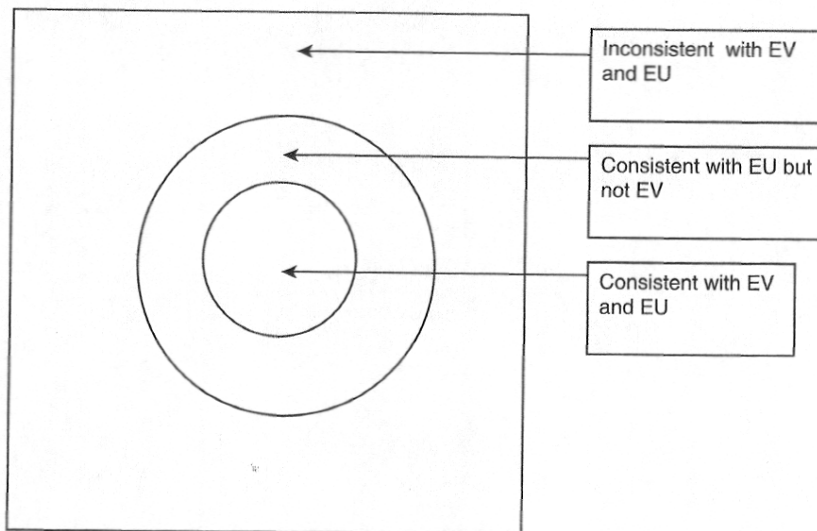 Inconsistent with EV
and EU
Consistent with EU but
not EV
Consistent with EV
and EU